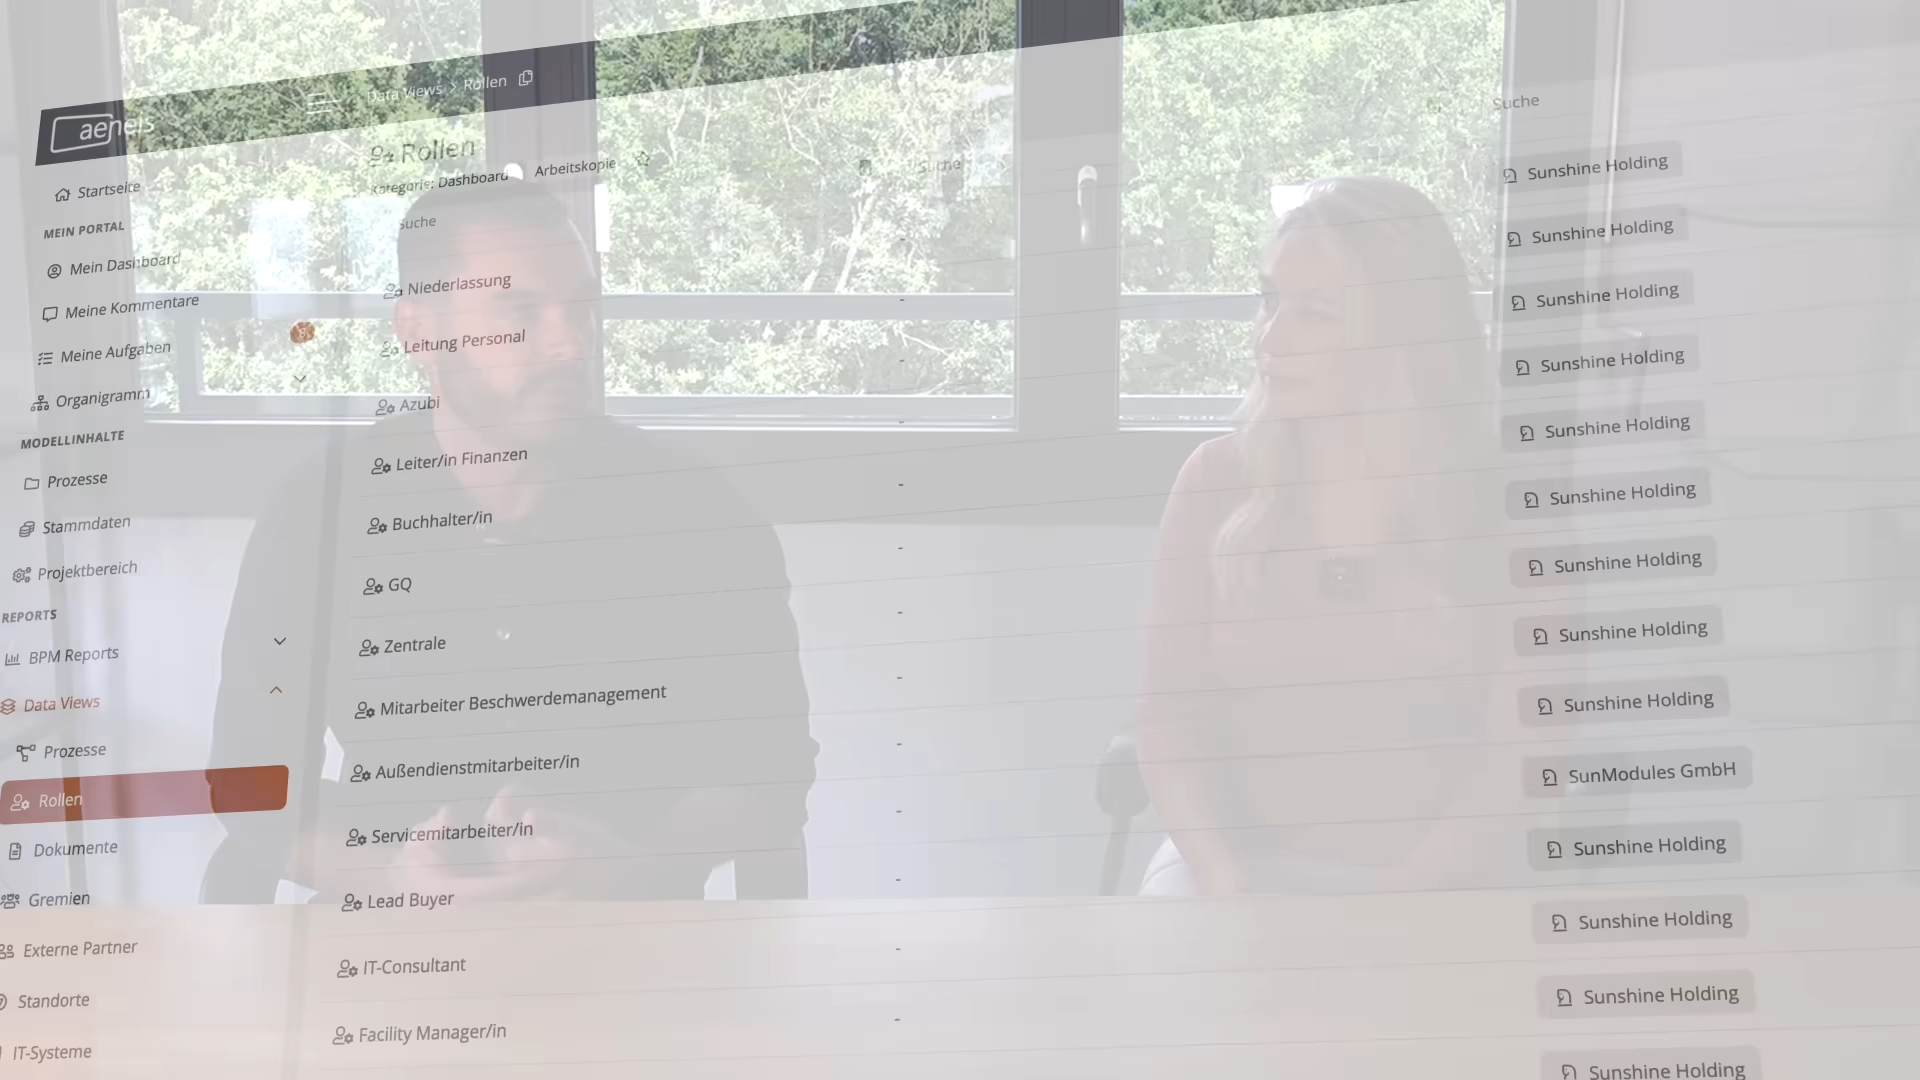 aeneis
Data Views > Rollen
Startseite
MEIN PORTAL
Mein Dashboard
Meine Kommentare
Meine Aufgaben
8
Organigramm
MODELLINHALTE
Prozesse
Stammdaten
Projektbereich
REPORTS
BPM Reports
Data Views
Prozesse
Rollen
Dokumente
Gremien
Externe Partner
Standorte
IT-Systeme
Rollen
Kategorie: Dashboard Arbeitskopie
Suche Suche Suche
Niederlassung - Sunshine Holding
Leitung Personal - Sunshine Holding
Azubi - Sunshine Holding
Leiter/in Finanzen - Sunshine Holding
Buchhalter/in - Sunshine Holding
GQ - Sunshine Holding
Zentrale - Sunshine Holding
Mitarbeiter Beschwerdemanagement - Sunshine Holding
Außendienstmitarbeiter/in - Sunshine Holding
Servicemitarbeiter/in - SunModules GmbH
Lead Buyer - Sunshine Holding
IT-Consultant - Sunshine Holding
Facility Manager/in - Sunshine Holding
Sunshine Holding